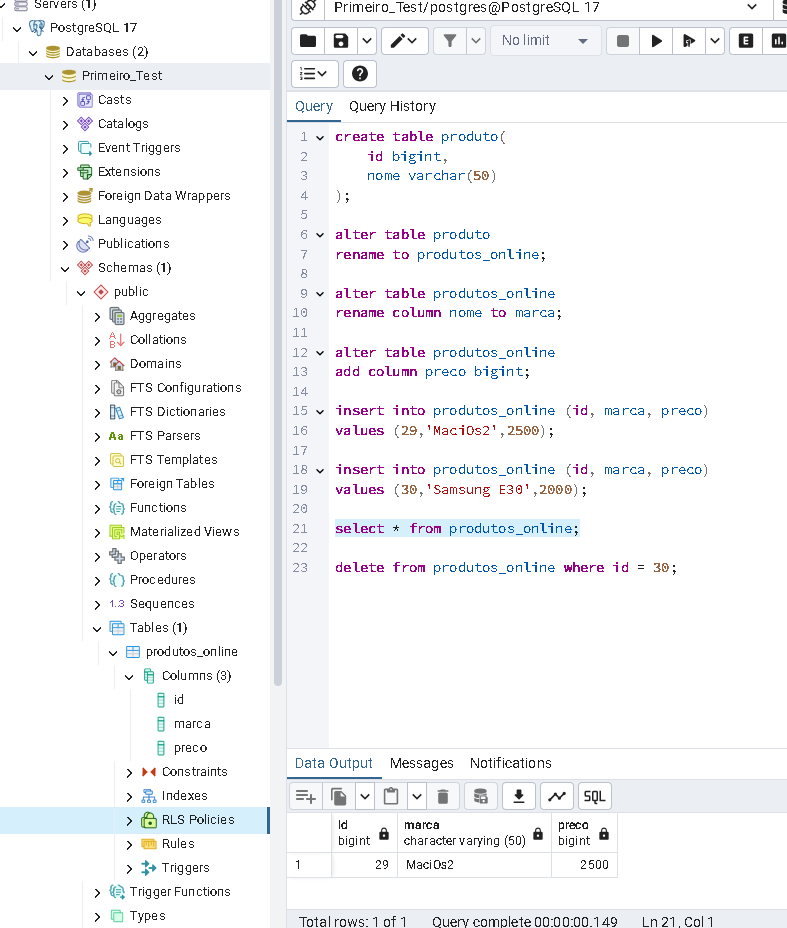 Servers (1)
PostgreSQL 17
Databases (2)
Primeiro_Test
Casts
Catalogs
Event Triggers
Extensions
Foreign Data Wrappers
Languages
Publications
Schemas (1)
public
Aggregates
Collations
Domains
FTS Configurations
FTS Dictionaries
Aa FTS Parsers
FTS Templates
Foreign Tables
Functions
Materialized Views
Operators
Procedures
1.3 Sequences
Tables (1)
produtos_online
Columns (3)
id
marca
preco
Constraints
Indexes
RLS Policies
Rules
Triggers
Trigger Functions
Types
Primeiro_Test/postgres@PostgreSQL 17
No limit
E
Query Query History
1 create table produto(
2 id bigint,
3 nome varchar(50)
4 );
5
6 alter table produto
7 rename to produtos_online;
8
9 alter table produtos_online
10 rename column nome to marca;
11
12 alter table produtos_online
13 add column preco bigint;
14
15 insert into produtos_online (id, marca, preco)
16 values (29,'MaciOs2',2500);
17
18 insert into produtos_online (id, marca, preco)
19 values (30,'Samsung E30',2000);
20
21 select * from produtos_online;
22
23 delete from produtos_online where id = 30;
Data Output Messages Notifications
SQL
id marca preco
bigint character varying (50) bigint
1 29 MaciOs2 2500
Total rows: 1 of 1 Query complete 00:00:00.149 Ln 21, Col 1